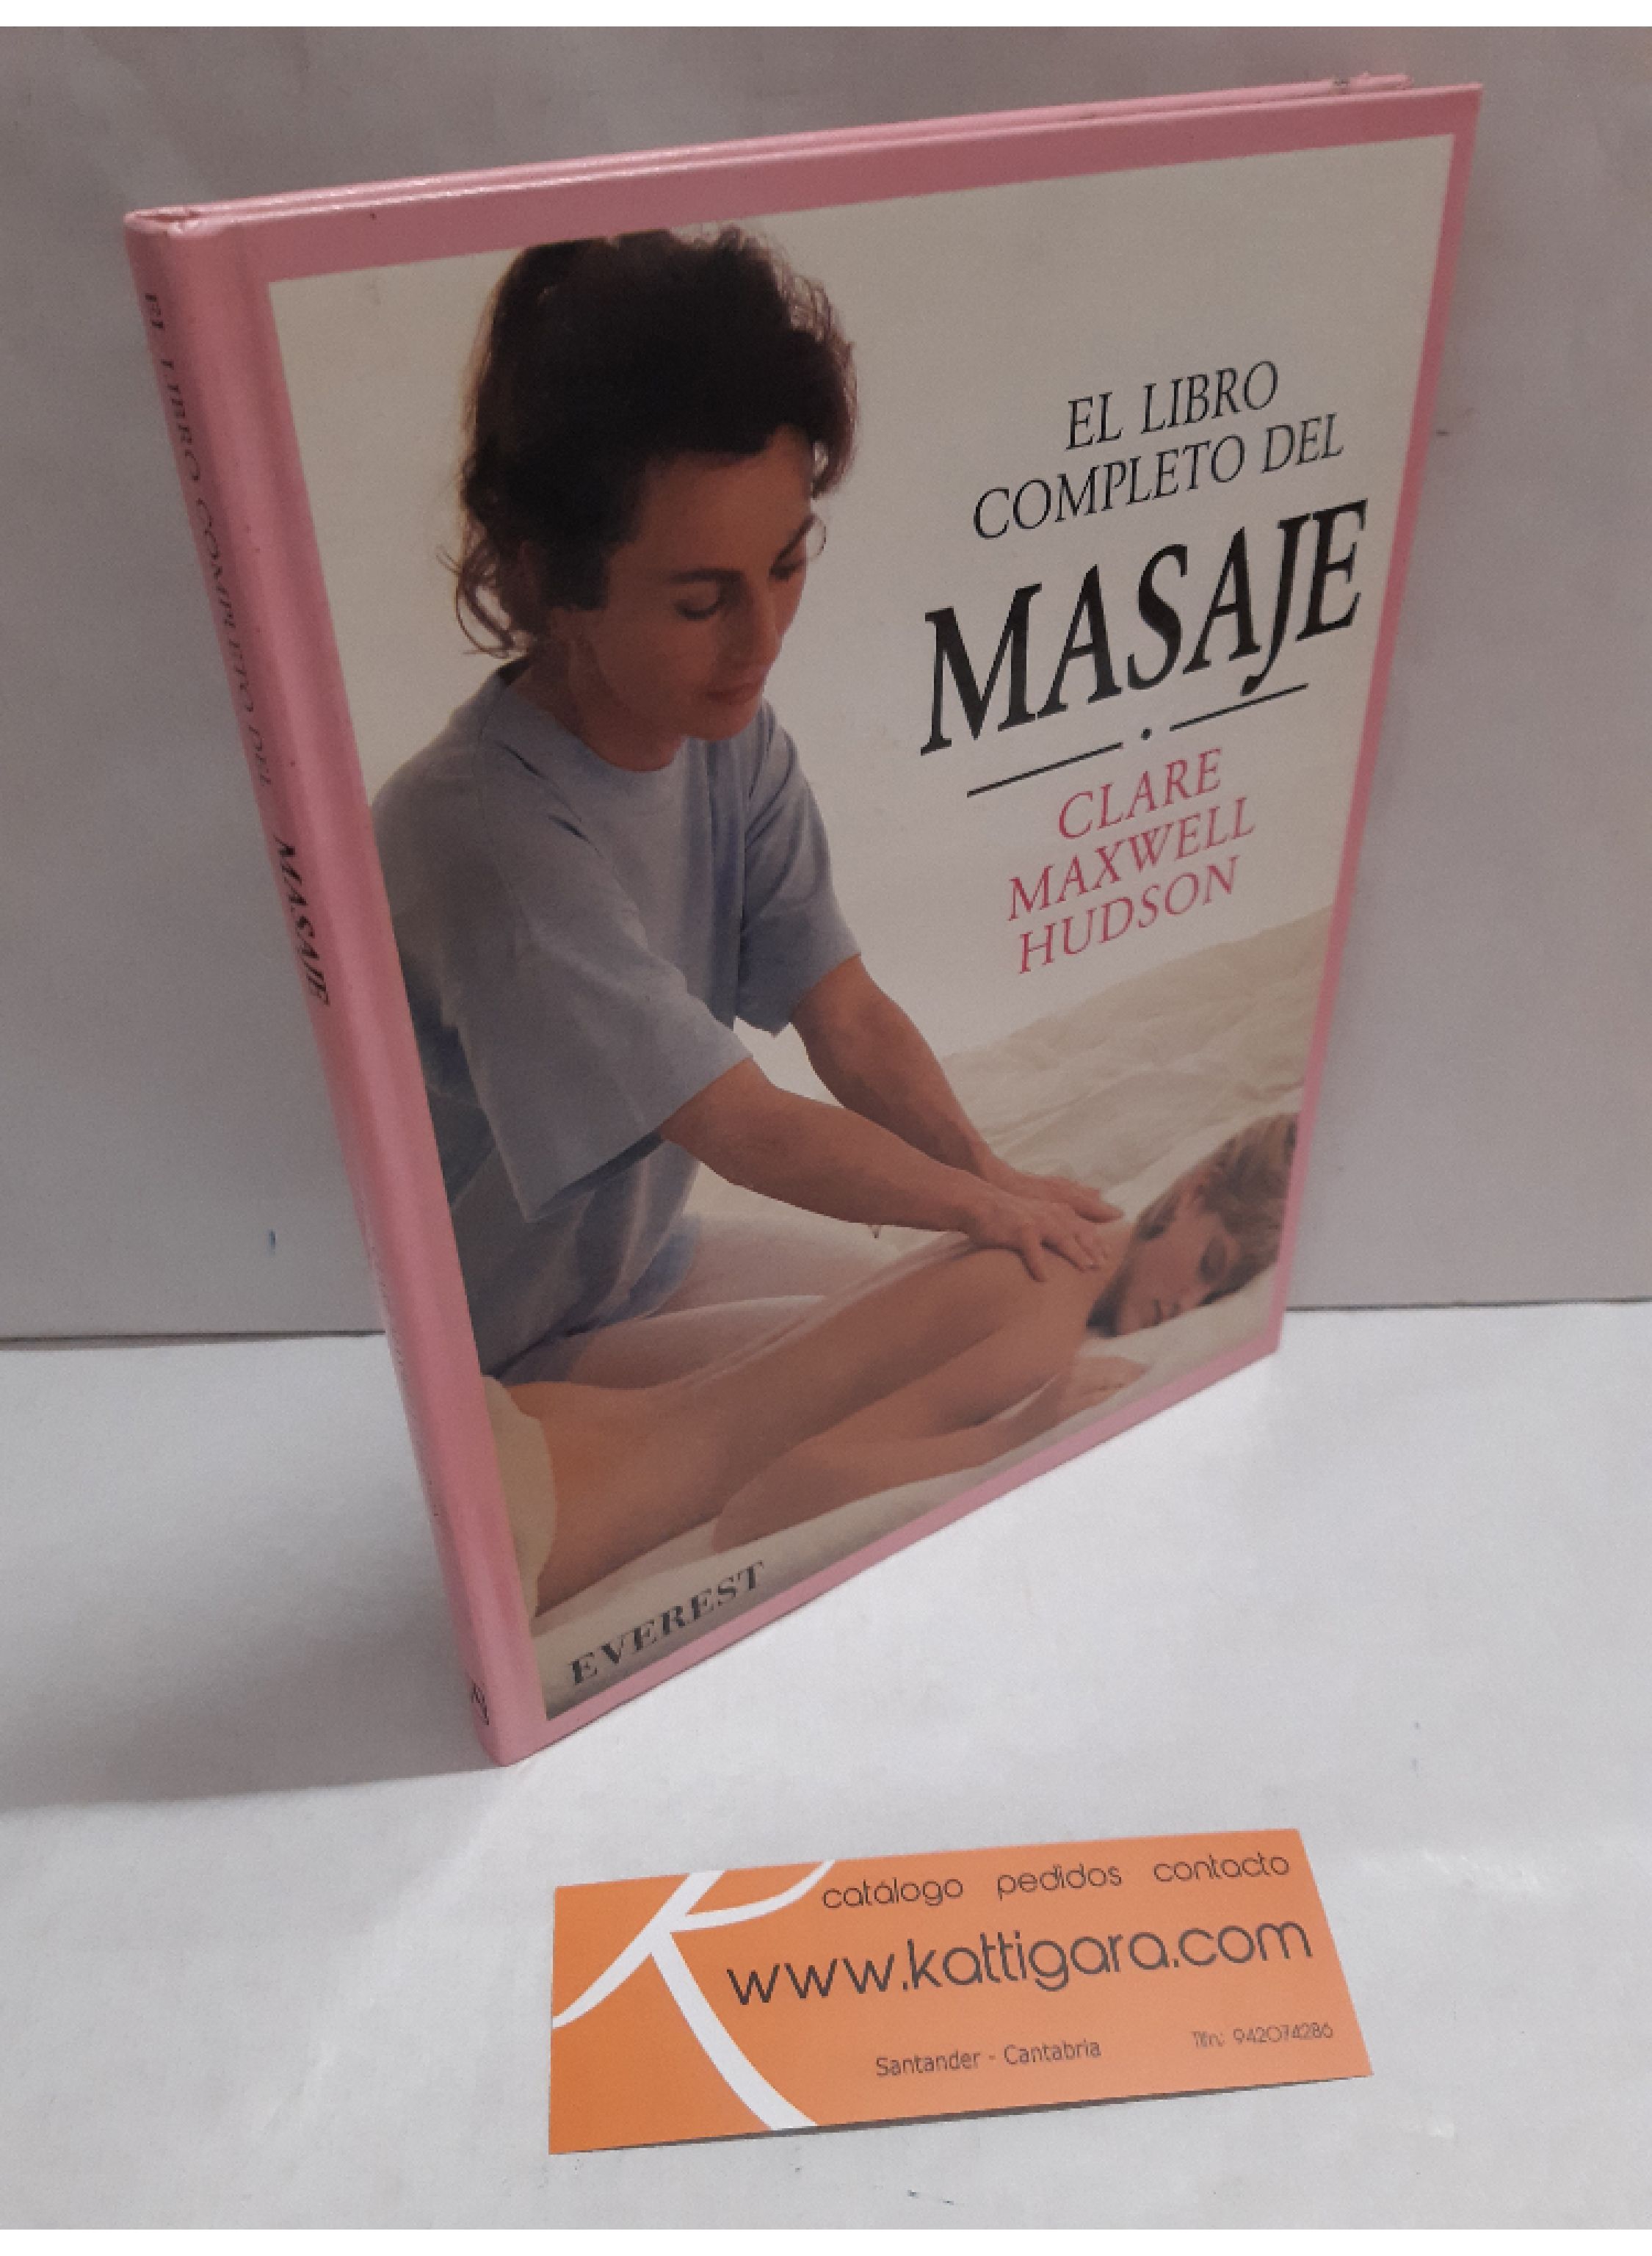 EL LIBRO
COMPLETO DEL
MASAJE
CLARE
MAXWELL
HUDSON
EVEREST
EL LIBRO COMPLETO DEL MASAJE
catálogo pedidos contacto
www.kattigara.com
Santander - Cantabria
Tlfn: 942074286